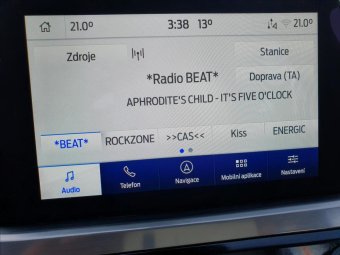 21.0° 3:38 13° 21.0°
Zdroje Stanice
*Radio BEAT* Doprava (TA)
APHRODITE'S CHILD - IT'S FIVE O'CLOCK
*BEAT* ROCKZONE >>CAS<< Kiss ENERGIC
Audio Telefon Navigace Mobilní aplikace Nastavení